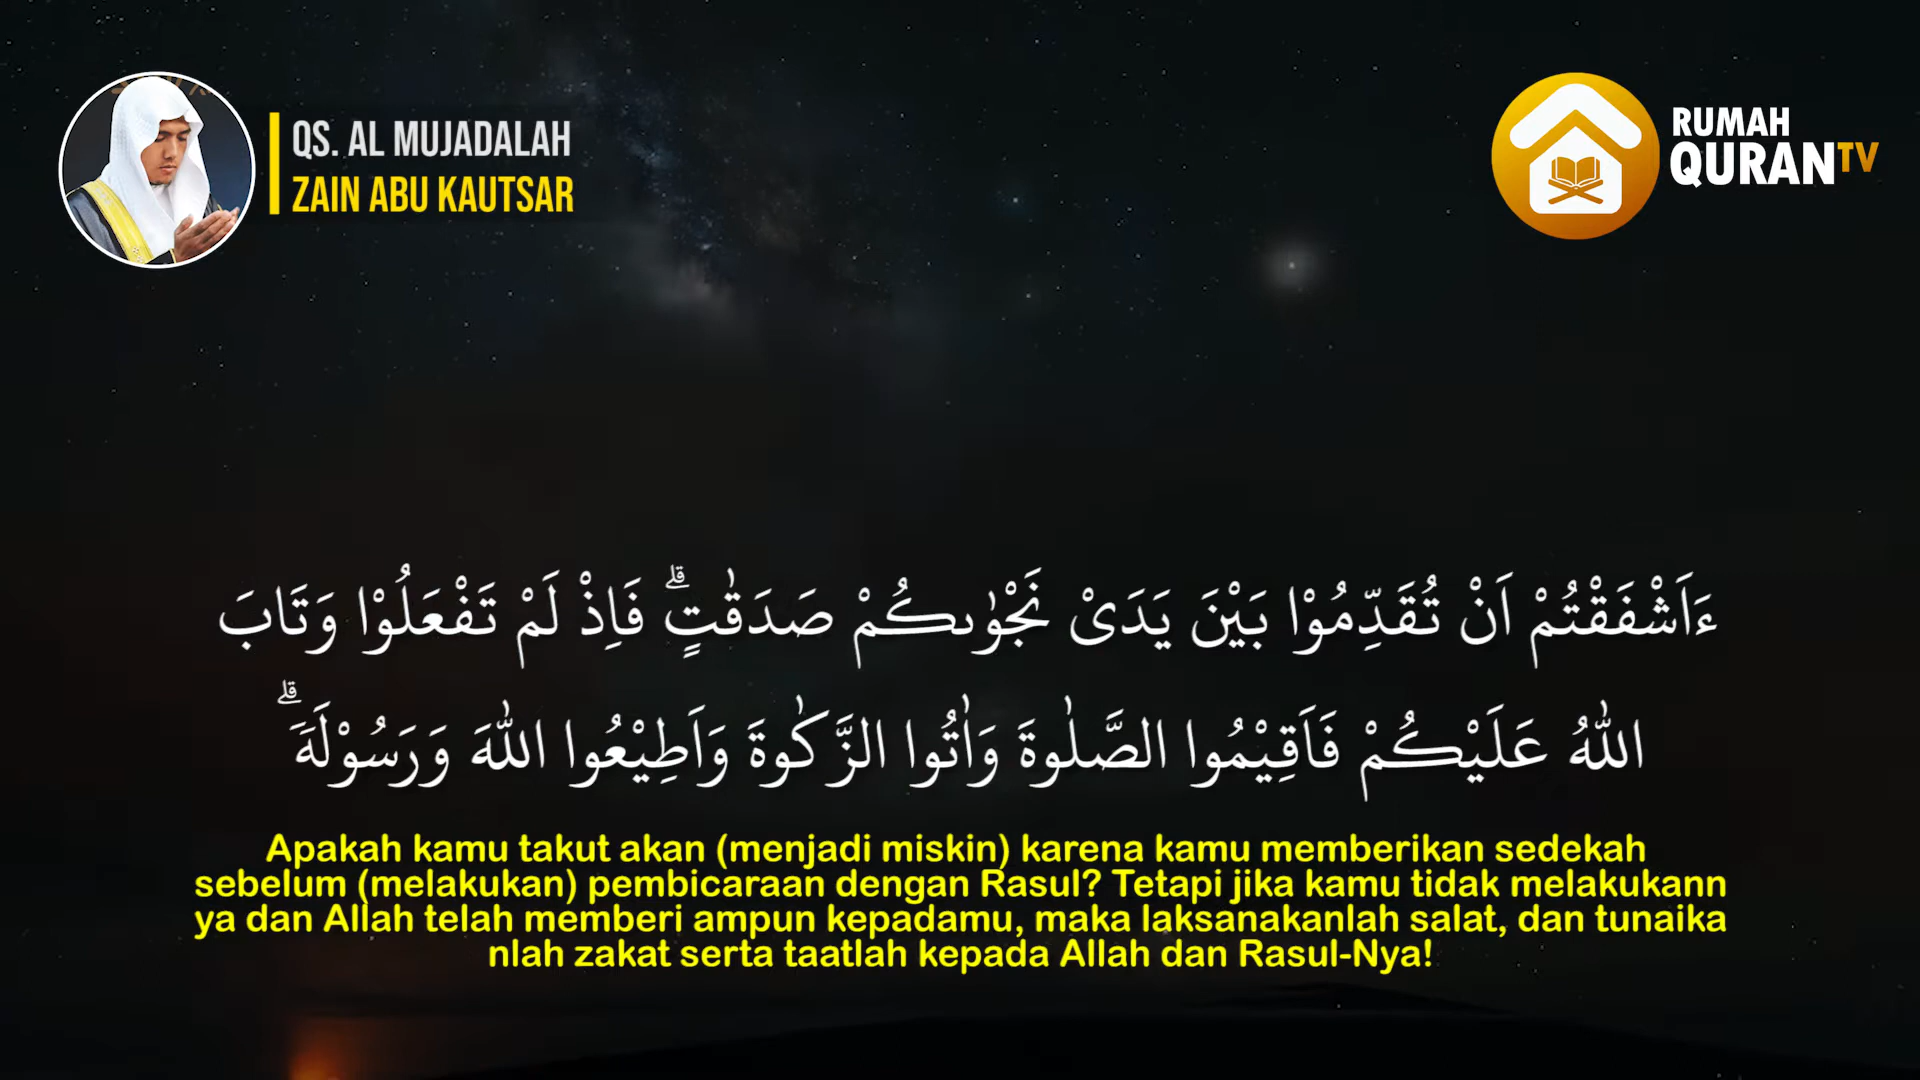 QS. AL MUJADALAH
ZAIN ABU KAUTSAR
RUMAH
QURANTV
ءَاَشْفَقْتُمْ اَنْ تُقَدِّمُوْا بَيْنَ يَدَىْ نَجْوٰىكُمْ صَدَقٰتٍۗ فَاِذْ لَمْ تَفْعَلُوْا وَتَابَ
اللّٰهُ عَلَيْكُمْ فَاَقِيْمُوا الصَّلٰوةَ وَاٰتُوا الزَّكٰوةَ وَاَطِيْعُوا اللّٰهَ وَرَسُوْلَهٗ ۗ
Apakah kamu takut akan (menjadi miskin) karena kamu memberikan sedekah
sebelum (melakukan) pembicaraan dengan Rasul? Tetapi jika kamu tidak melakukann
ya dan Allah telah memberi ampun kepadamu, maka laksanakanlah salat, dan tunaika
nlah zakat serta taatlah kepada Allah dan Rasul-Nya!